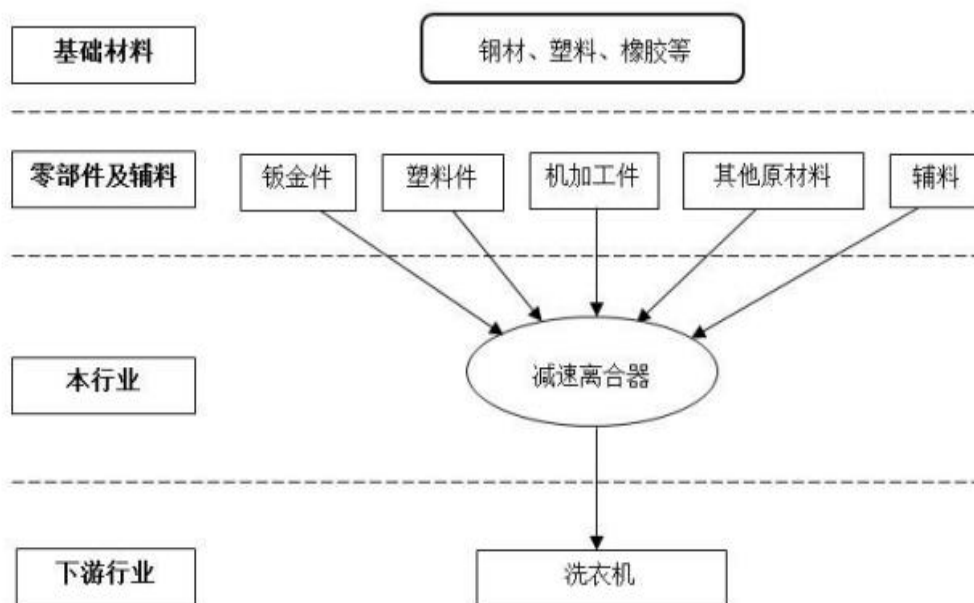 基础材料
钢材、塑料、橡胶等
零部件及辅料
钣金件
塑料件
机加工件
其他原材料
辅料
本行业
减速离合器
下游行业
洗衣机